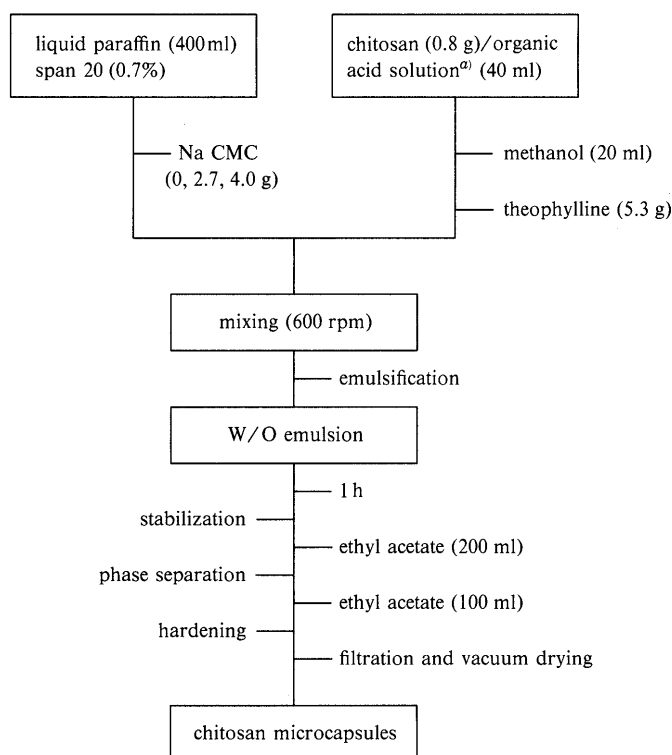 liquid paraffin (400 ml)
span 20 (0.7%)
chitosan (0.8 g)/organic
acid solution a) (40 ml)
Na CMC
(0, 2.7, 4.0 g)
methanol (20 ml)
theophylline (5.3 g)
mixing (600 rpm)
emulsification
W/O emulsion
1 h
stabilization
ethyl acetate (200 ml)
phase separation
ethyl acetate (100 ml)
hardening
filtration and vacuum drying
chitosan microcapsules